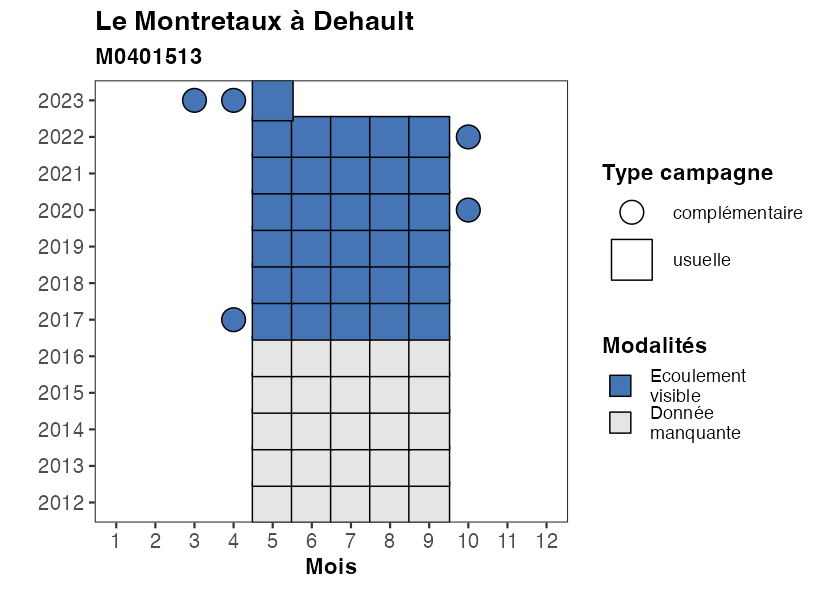 Le Montretaux à Dehault
M0401513
2023
2022
2021
2020
2019
2018
2017
2016
2015
2014
2013
2012
1 2 3 4 5 6 7 8 9 10 11 12
Mois
Type campagne
complémentaire
usuelle
Modalités
Ecoulement
visible
Donnée
manquante